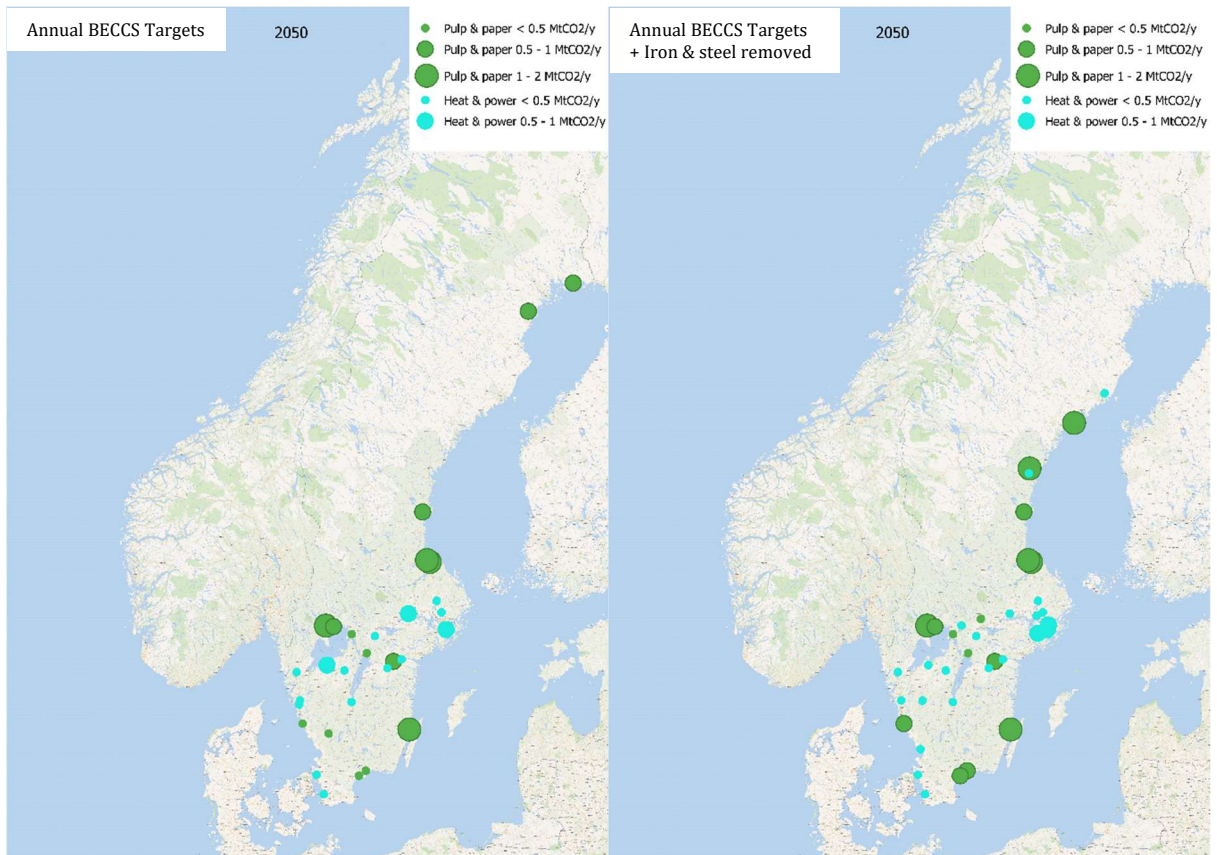 Annual BECCS Targets
2050
Pulp & paper < 0.5 MtCO2/y
Pulp & paper 0.5 - 1 MtCO2/y
Pulp & paper 1 - 2 MtCO2/y
Heat & power < 0.5 MtCO2/y
Heat & power 0.5 - 1 MtCO2/y
Annual BECCS Targets
+ Iron & steel removed
2050
Pulp & paper < 0.5 MtCO2/y
Pulp & paper 0.5 - 1 MtCO2/y
Pulp & paper 1 - 2 MtCO2/y
Heat & power < 0.5 MtCO2/y
Heat & power 0.5 - 1 MtCO2/y